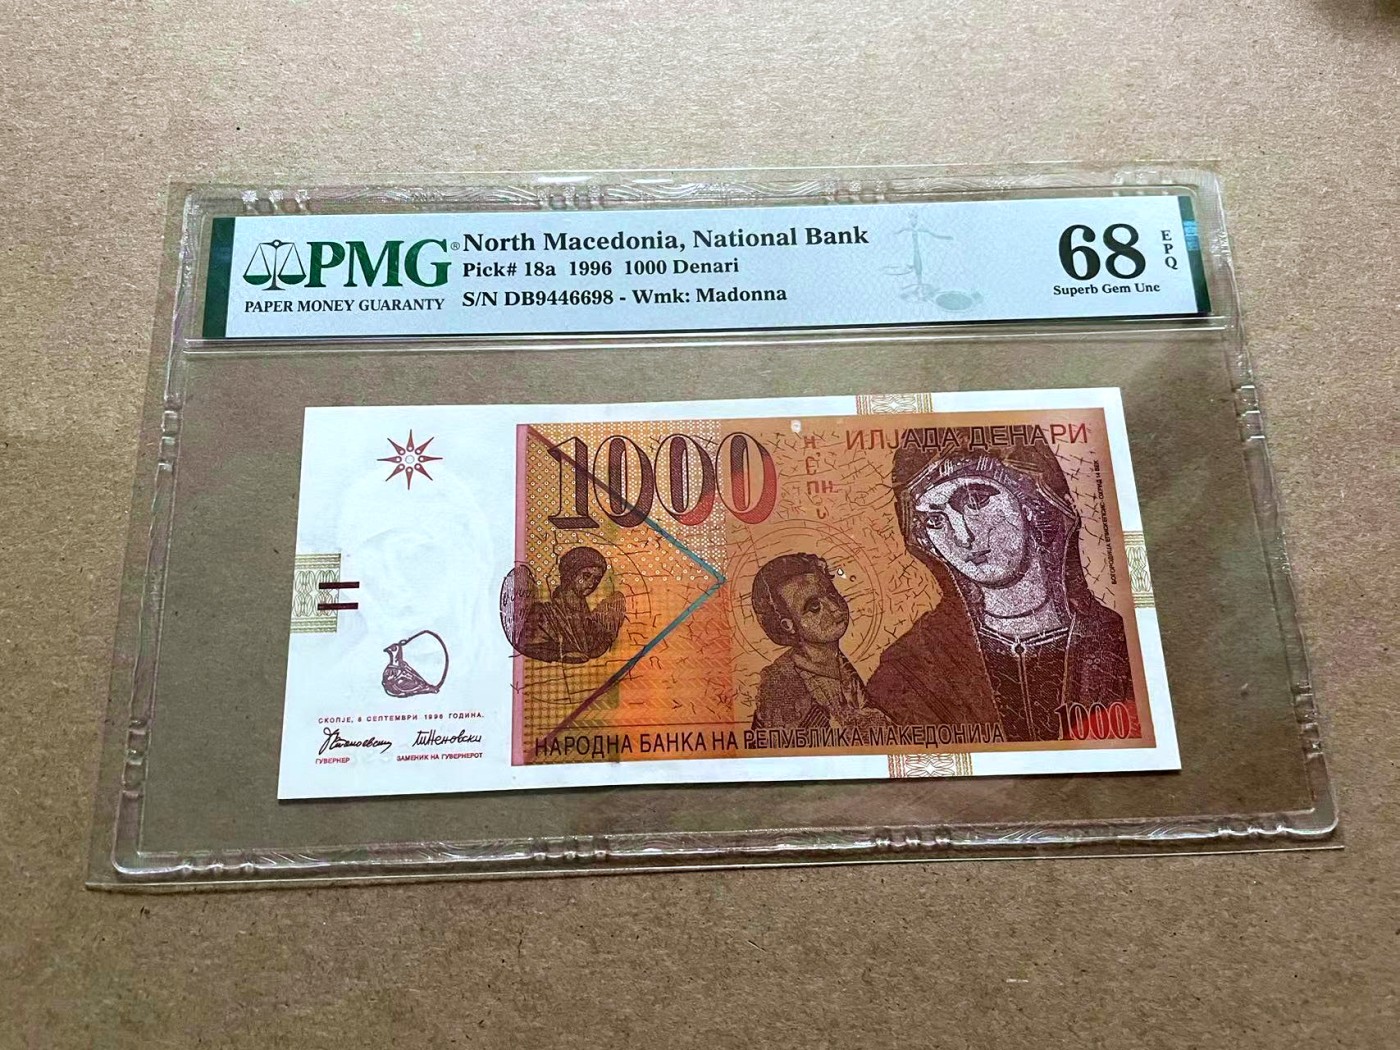 PMG®
PAPER MONEY GUARANTY
North Macedonia, National Bank
Pick# 18a 1996 1000 Denari
S/N DB9446698 - Wmk: Madonna
68
EPQ
Superb Gem Unc
1000
ИЛЈАДА ДЕНАРИ
СКОПЈЕ, 8 СЕПТЕМВРИ 1996 ГОДИНА.
ГУВЕРНЕР
ЗАМЕНИК НА ГУВЕРНЕРОТ
НАРОДНА БАНКА НА РЕПУБЛИКА МАКЕДОНИЈА
1000